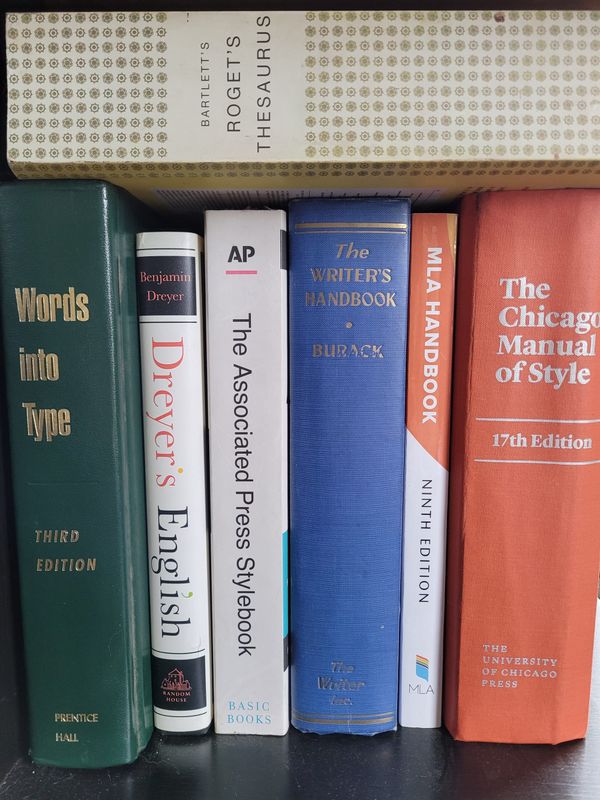 BARTLETT'S
ROGET'S
THESAURUS
Words
into
Type
THIRD
EDITION
PRENTICE
HALL
Benjamin
Dreyer
Dreyer's English
RANDOM
HOUSE
AP
The Associated Press Stylebook
BASIC
BOOKS
The
WRITER'S
HANDBOOK
BURACK
The
Writer
Inc.
MLA HANDBOOK
NINTH EDITION
MLA
The
Chicago
Manual
of Style
17th Edition
THE
UNIVERSITY
OF CHICAGO
PRESS